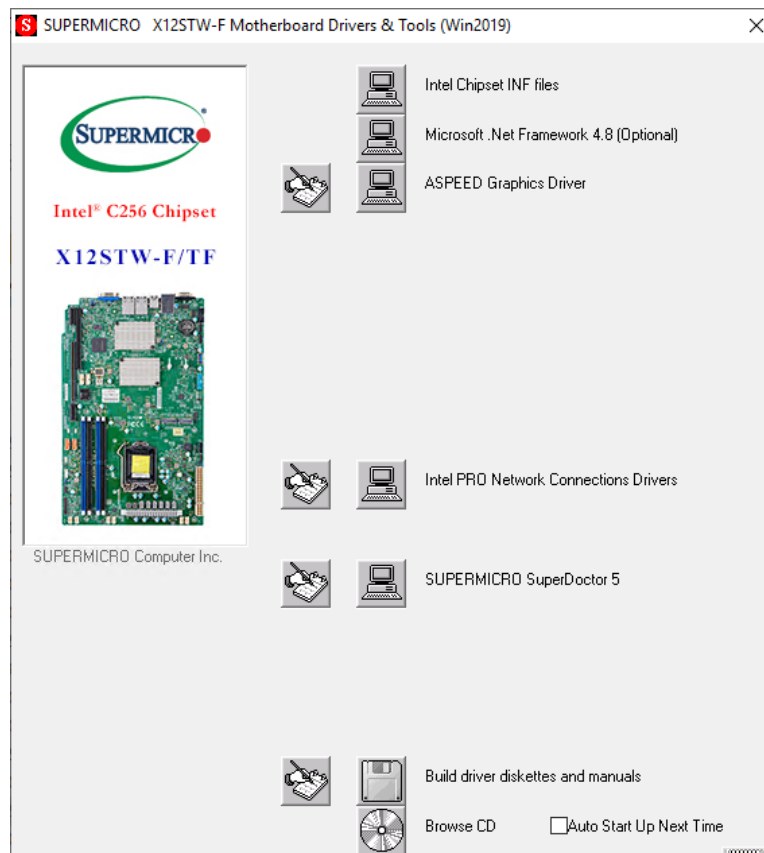 SUPERMICRO X12STW-F Motherboard Drivers & Tools (Win2019)
SUPERMICRO
Intel® C256 Chipset
X12STW-F/TF
SUPERMICRO Computer Inc.
Intel Chipset INF files
Microsoft .Net Framework 4.8 (Optional)
ASPEED Graphics Driver
Intel PRO Network Connections Drivers
SUPERMICRO SuperDoctor 5
Build driver diskettes and manuals
Browse CD
Auto Start Up Next Time